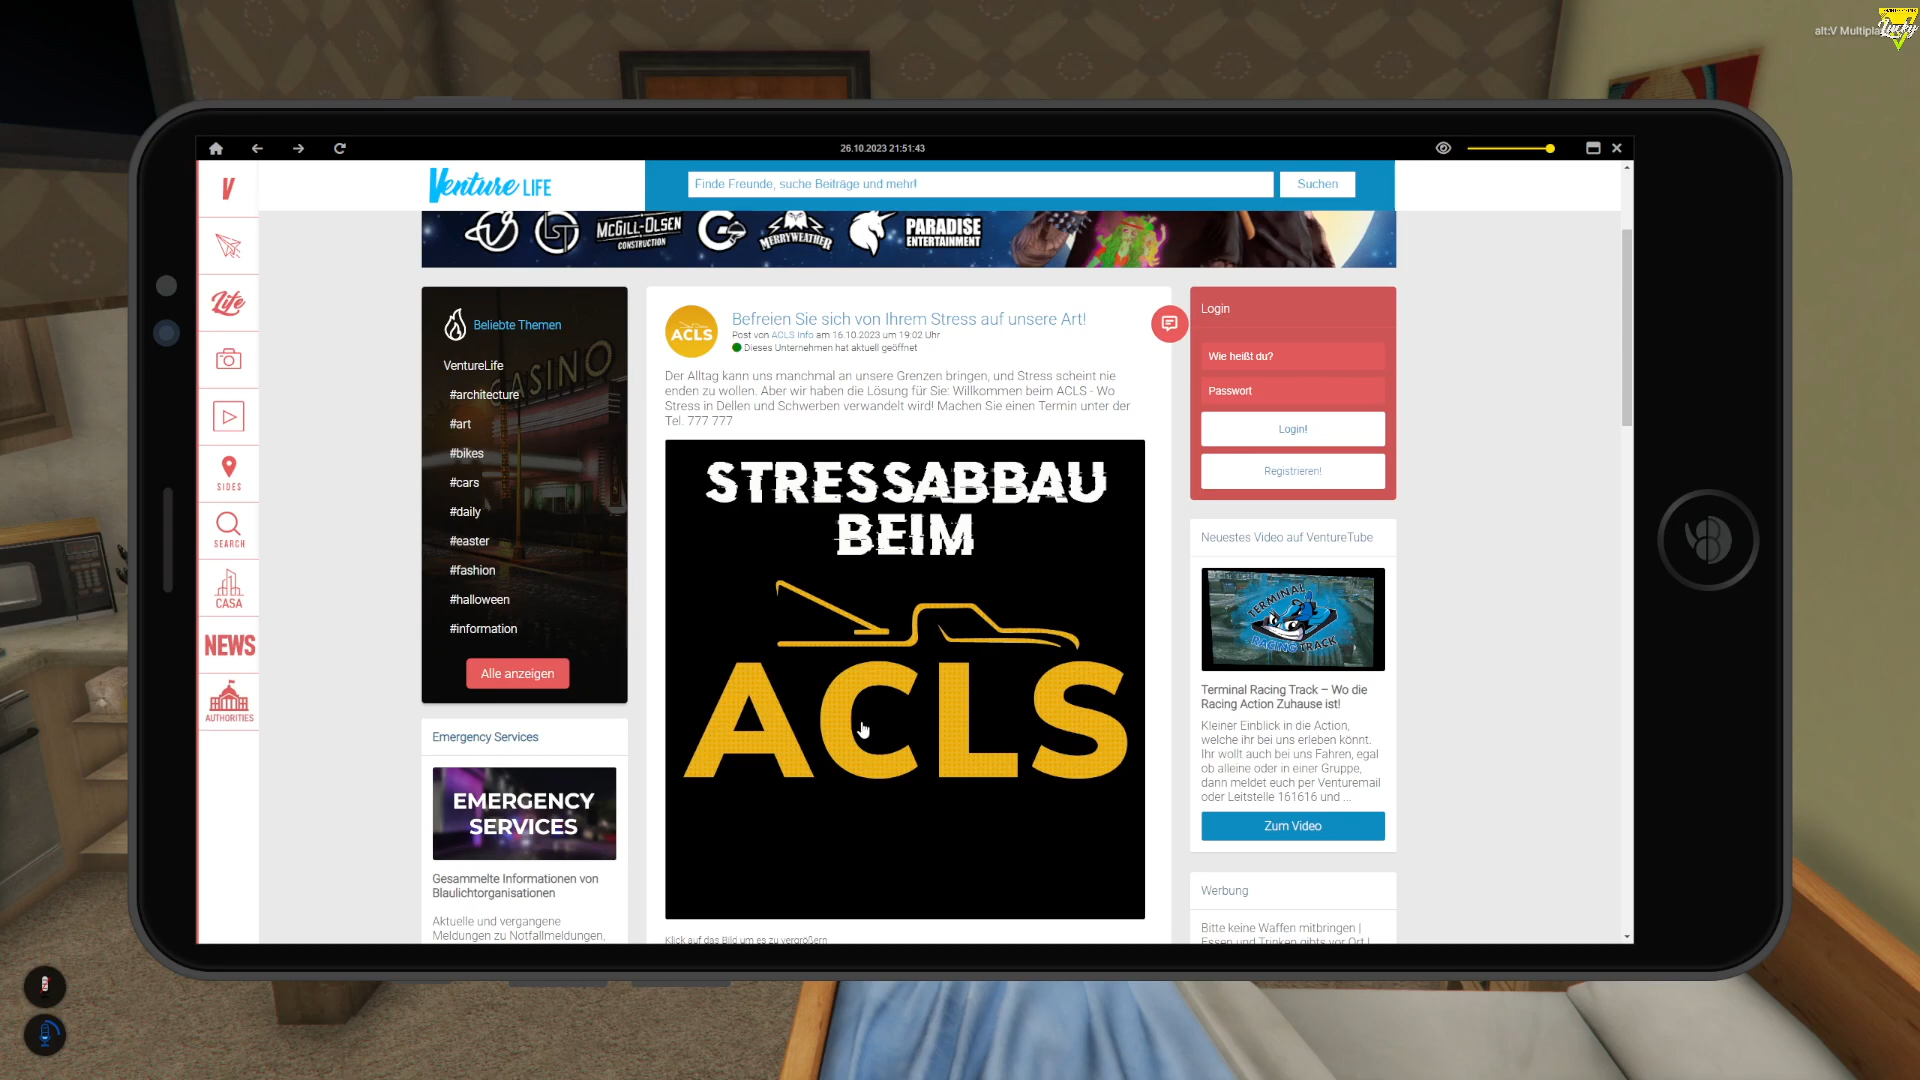 alt:V Multipla
Lucky
V
26.10.2023 21:51:43
Venture LIFE
Finde Freunde, suche Beiträge und mehr!
Suchen
Life
SIDES
SEARCH
CASA
NEWS
AUTHORITIES
McGILL-OLSEN
CONSTRUCTION
MERRYWEATHER
PARADISE
ENTERTAINMENT
Beliebte Themen
CASINO
VentureLife
#architecture
#art
#bikes
#cars
#daily
#easter
#fashion
#halloween
#information
Alle anzeigen
Emergency Services
EMERGENCY
SERVICES
Gesammelte Informationen von
Blaulichtorganisationen
Aktuelle und vergangene
Meldungen zu Notfallmeldungen,
ACLS
Befreien Sie sich von Ihrem Stress auf unsere Art!
Post von ACLS Info am 16.10.2023 um 19:02 Uhr
Dieses Unternehmen hat aktuell geöffnet
Der Alltag kann uns manchmal an unsere Grenzen bringen, und Stress scheint nie
enden zu wollen. Aber wir haben die Lösung für Sie: Willkommen beim ACLS - Wo
Stress in Dellen und Schwerben verwandelt wird! Machen Sie einen Termin unter der
Tel. 777 777
STRESSABBAU
BEIM
ACLS
Klick auf das Bild um es zu vergrößern
Login
Wie heißt du?
Passwort
Login!
Registrieren!
Neuestes Video auf VentureTube
TERMINAL
RACING TRACK
Terminal Racing Track – Wo die
Racing Action Zuhause ist!
Kleiner Einblick in die Action,
welche ihr bei uns erleben könnt.
Ihr wollt auch bei uns Fahren, egal
ob alleine oder in einer Gruppe,
dann meldet euch per Venturemail
oder Leitstelle 161616 und ...
Zum Video
Werbung
Bitte keine Waffen mitbringen |
Essen und Trinken gibts vor Ort |